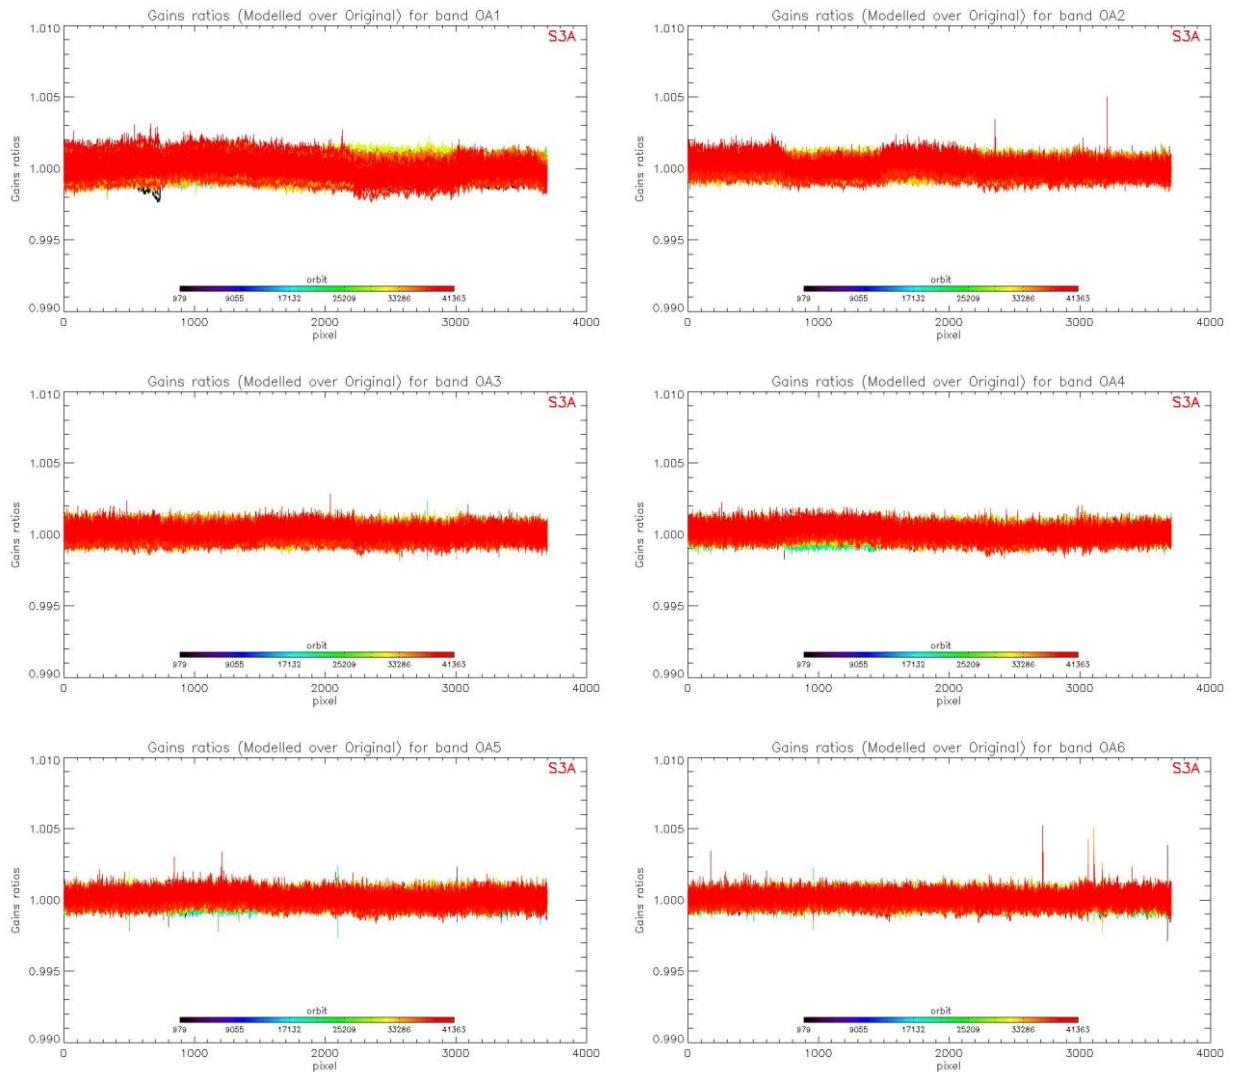 Gains ratios (Modelled over Original) for band OA1
Gains ratios (Modelled over Original) for band OA2
1.010
S3A
1.005
1.000
0.995
0.990
Gains ratios
orbit
979 9055 17132 25209 33286 41363
0 1000 2000 3000 4000
pixel
1.010
S3A
1.005
1.000
0.995
0.990
Gains ratios
orbit
979 9055 17132 25209 33286 41363
0 1000 2000 3000 4000
pixel
Gains ratios (Modelled over Original) for band OA3
Gains ratios (Modelled over Original) for band OA4
1.010
S3A
1.005
1.000
0.995
0.990
Gains ratios
orbit
979 9055 17132 25209 33286 41363
0 1000 2000 3000 4000
pixel
1.010
S3A
1.005
1.000
0.995
0.990
Gains ratios
orbit
979 9055 17132 25209 33286 41363
0 1000 2000 3000 4000
pixel
Gains ratios (Modelled over Original) for band OA5
Gains ratios (Modelled over Original) for band OA6
1.010
S3A
1.005
1.000
0.995
0.990
Gains ratios
orbit
979 9055 17132 25209 33286 41363
0 1000 2000 3000 4000
pixel
1.010
S3A
1.005
1.000
0.995
0.990
Gains ratios
orbit
979 9055 17132 25209 33286 41363
0 1000 2000 3000 4000
pixel